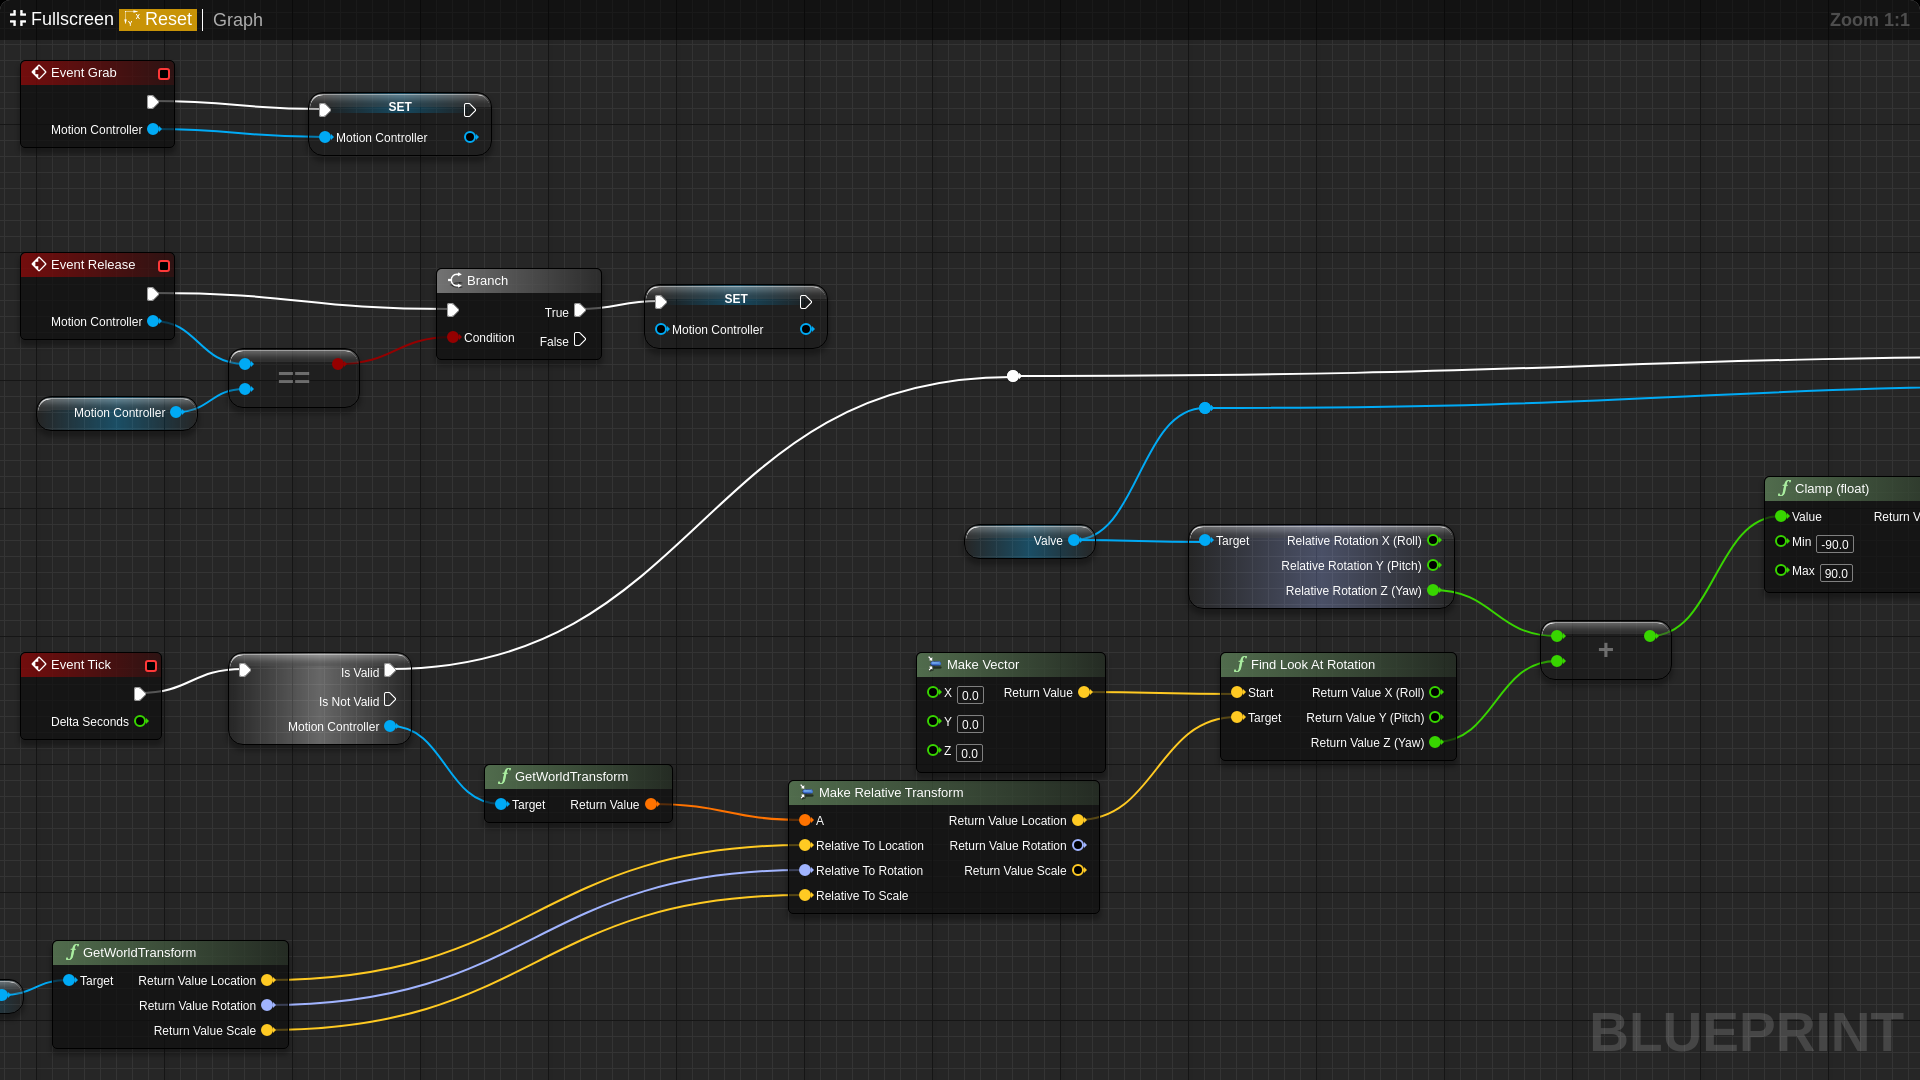 Fullscreen Reset Graph
Zoom 1:1
Event Grab
Motion Controller
SET
Motion Controller
Event Release
Motion Controller
Motion Controller
==
Branch
True
Condition
False
SET
Motion Controller
Valve
Target Relative Rotation X (Roll)
Relative Rotation Y (Pitch)
Relative Rotation Z (Yaw)
Clamp (float)
Value Return V
Min -90.0
Max 90.0
+
Event Tick
Delta Seconds
Is Valid
Is Not Valid
Motion Controller
GetWorldTransform
Target Return Value
Make Vector
X 0.0 Return Value
Y 0.0
Z 0.0
Find Look At Rotation
Start Return Value X (Roll)
Target Return Value Y (Pitch)
Return Value Z (Yaw)
Make Relative Transform
A Return Value Location
Relative To Location Return Value Rotation
Relative To Rotation Return Value Scale
Relative To Scale
GetWorldTransform
Target Return Value Location
Return Value Rotation
Return Value Scale
BLUEPRINT